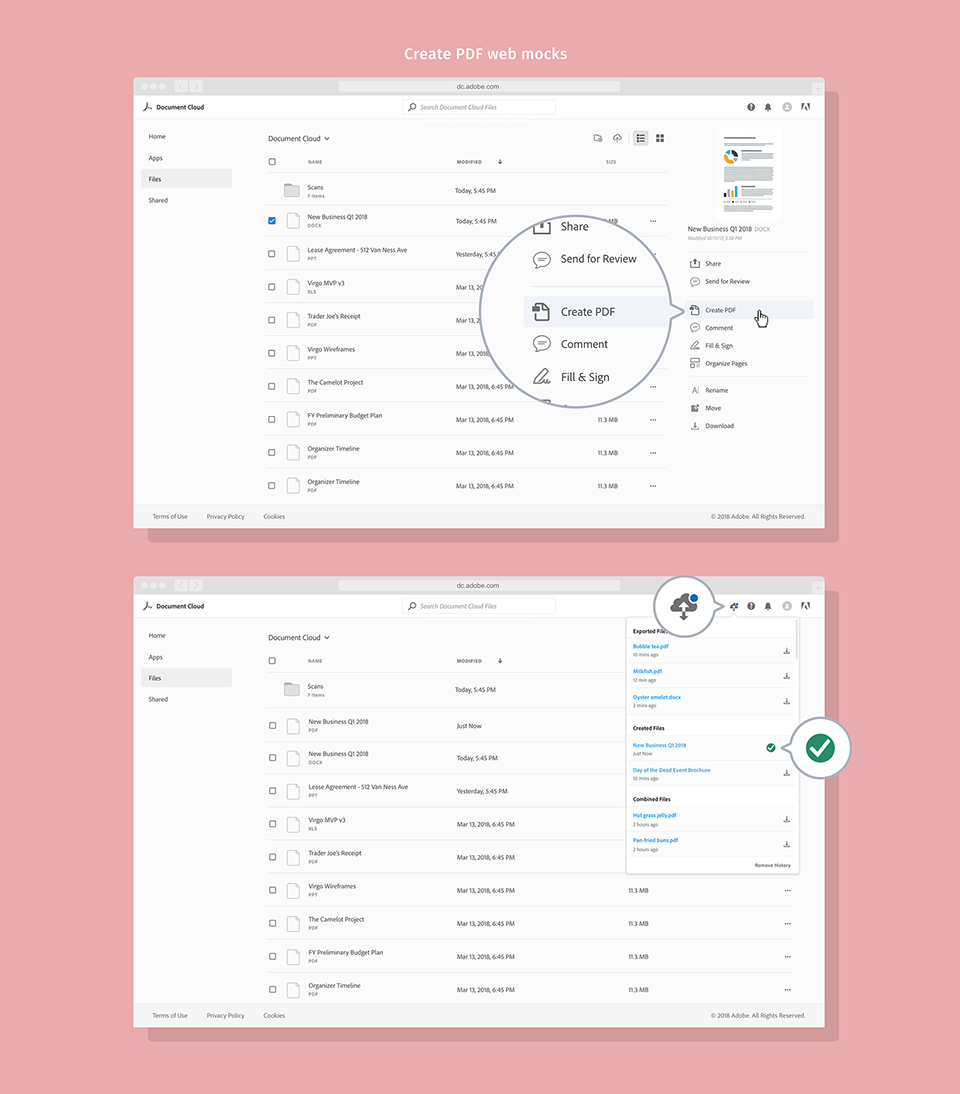 Create PDF web mocks
dc.adobe.com
Document Cloud
Search Document Cloud Files
Home
Apps
Files
Shared
Document Cloud
NAME MODIFIED SIZE
Scans
7 items
Today, 5:45 PM
New Business Q1 2018
DOCX
Today, 5:45 PM
MB
Lease Agreement - 512 Van Ness Ave
PPT
Yesterday, 5:45
Virgo MVP v3
XLS
Mar 13, 2018,
Trader Joe's Receipt
PDF
Mar 13, 2018,
Virgo Wireframes
PPT
Mar 13, 2018, 6:4
The Camelot Project
PDF
Mar 13, 2018, 6:45 PM
FY Preliminary Budget Plan
PDF
Mar 13, 2018, 6:45 PM
11.3 MB
Organizer Timeline
PDF
Mar 13, 2018, 6:45 PM
11.3 MB
Organizer Timeline
PDF
Mar 13, 2018, 6:45 PM
11.3 MB
Share
Send for Review
Create PDF
Comment
Fill & Sign
New Business Q1 2018 DOCX
Share
Send for Review
Create PDF
Comment
Fill & Sign
Organize Pages
Rename
Move
Download
Terms of Use Privacy Policy Cookies
© 2018 Adobe. All Rights Reserved.
dc.adobe.com
Document Cloud
Search Document Cloud Files
Home
Apps
Files
Shared
Document Cloud
NAME MODIFIED
Scans
7 items
Today, 5:45 PM
New Business Q1 2018
PDF
Just Now
New Business Q1 2018
DOCX
Today, 5:45 PM
Lease Agreement - 512 Van Ness Ave
PPT
Yesterday, 5:45 PM
Virgo MVP v3
XLS
Mar 13, 2018, 6:45 PM
Trader Joe's Receipt
PDF
Mar 13, 2018, 6:45 PM
Virgo Wireframes
PPT
Mar 13, 2018, 6:45 PM
11.3 MB
The Camelot Project
PDF
Mar 13, 2018, 6:45 PM
11.3 MB
FY Preliminary Budget Plan
PDF
Mar 13, 2018, 6:45 PM
11.3 MB
Organizer Timeline
PDF
Mar 13, 2018, 6:45 PM
11.3 MB
Exported Files
Bubble tea.pdf
10 mins ago
Milkfish.pdf
12 min ago
Oyster omelet.docx
2 mins ago
Created Files
New Business Q1 2018
Just Now
Day of the Dead Event Brochure
10 mins ago
Combined Files
Hot grass jelly.pdf
2 hours ago
Pan-fried buns.pdf
2 hours ago
Remove History
Terms of Use Privacy Policy Cookies
© 2018 Adobe. All Rights Reserved.